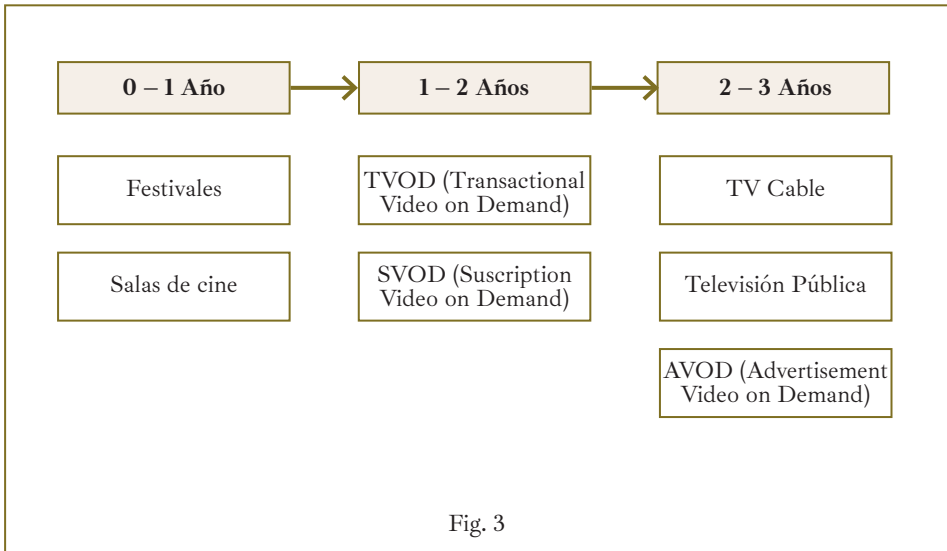 0 – 1 Año
1 – 2 Años
2 – 3 Años
Festivales
TVOD (Transactional
Video on Demand)
TV Cable
Salas de cine
SVOD (Suscription
Video on Demand)
Televisión Pública
AVOD (Advertisement
Video on Demand)
Fig. 3